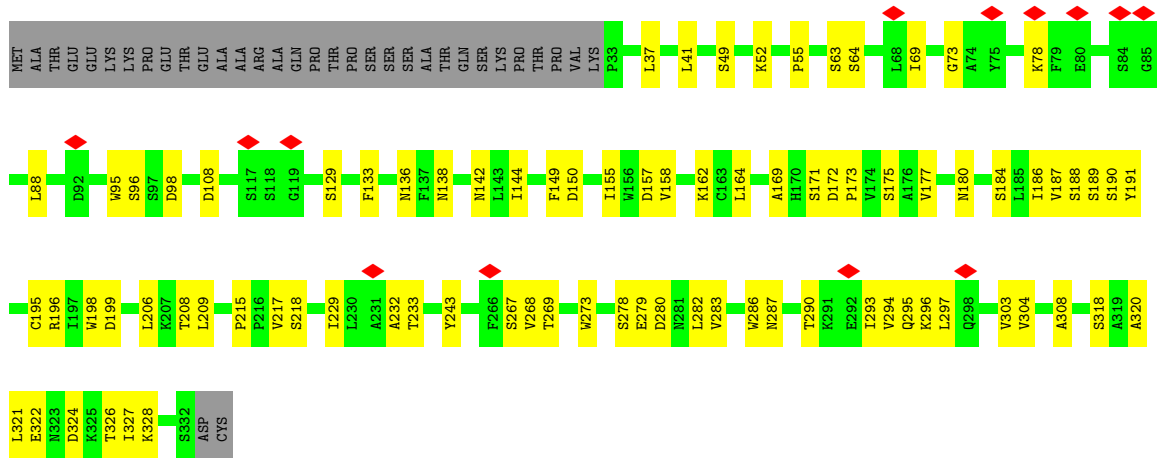 MET ALA THR GLU GLU LYS LYS PRO GLU THR GLU ALA ALA ARG ALA GLN PRO THR PRO SER SER SER ALA THR GLN SER LYS PRO THR PRO VAL LYS P33 L37 L41 S49 K52 P55 S63 S64 L68 I69 G73 A74 Y75 K78 F79 E80 S84 G85
L88 D92 W95 S96 S97 D98 D108 S117 S118 G119 S129 F133 N136 F137 N138 N142 L143 I144 F149 D150 I155 W156 D157 V158 K162 C163 L164 A169 H170 S171 D172 P173 V174 S175 A176 V177 N180 S184 L185 I186 V187 S188 S189 S190 Y191
C195 R196 I197 W198 D199 L206 K207 T208 L209 P215 P216 V217 S218 I229 L230 A231 A232 T233 Y243 F266 S267 V268 T269 W273 S278 E279 D280 N281 L282 V283 W286 N287 T290 K291 E292 I293 V294 Q295 K296 L297 Q298 V303 V304 A308 S318 A319 A320
L321 E322 N323 D324 K325 T326 I327 K328 S332 ASP CYS